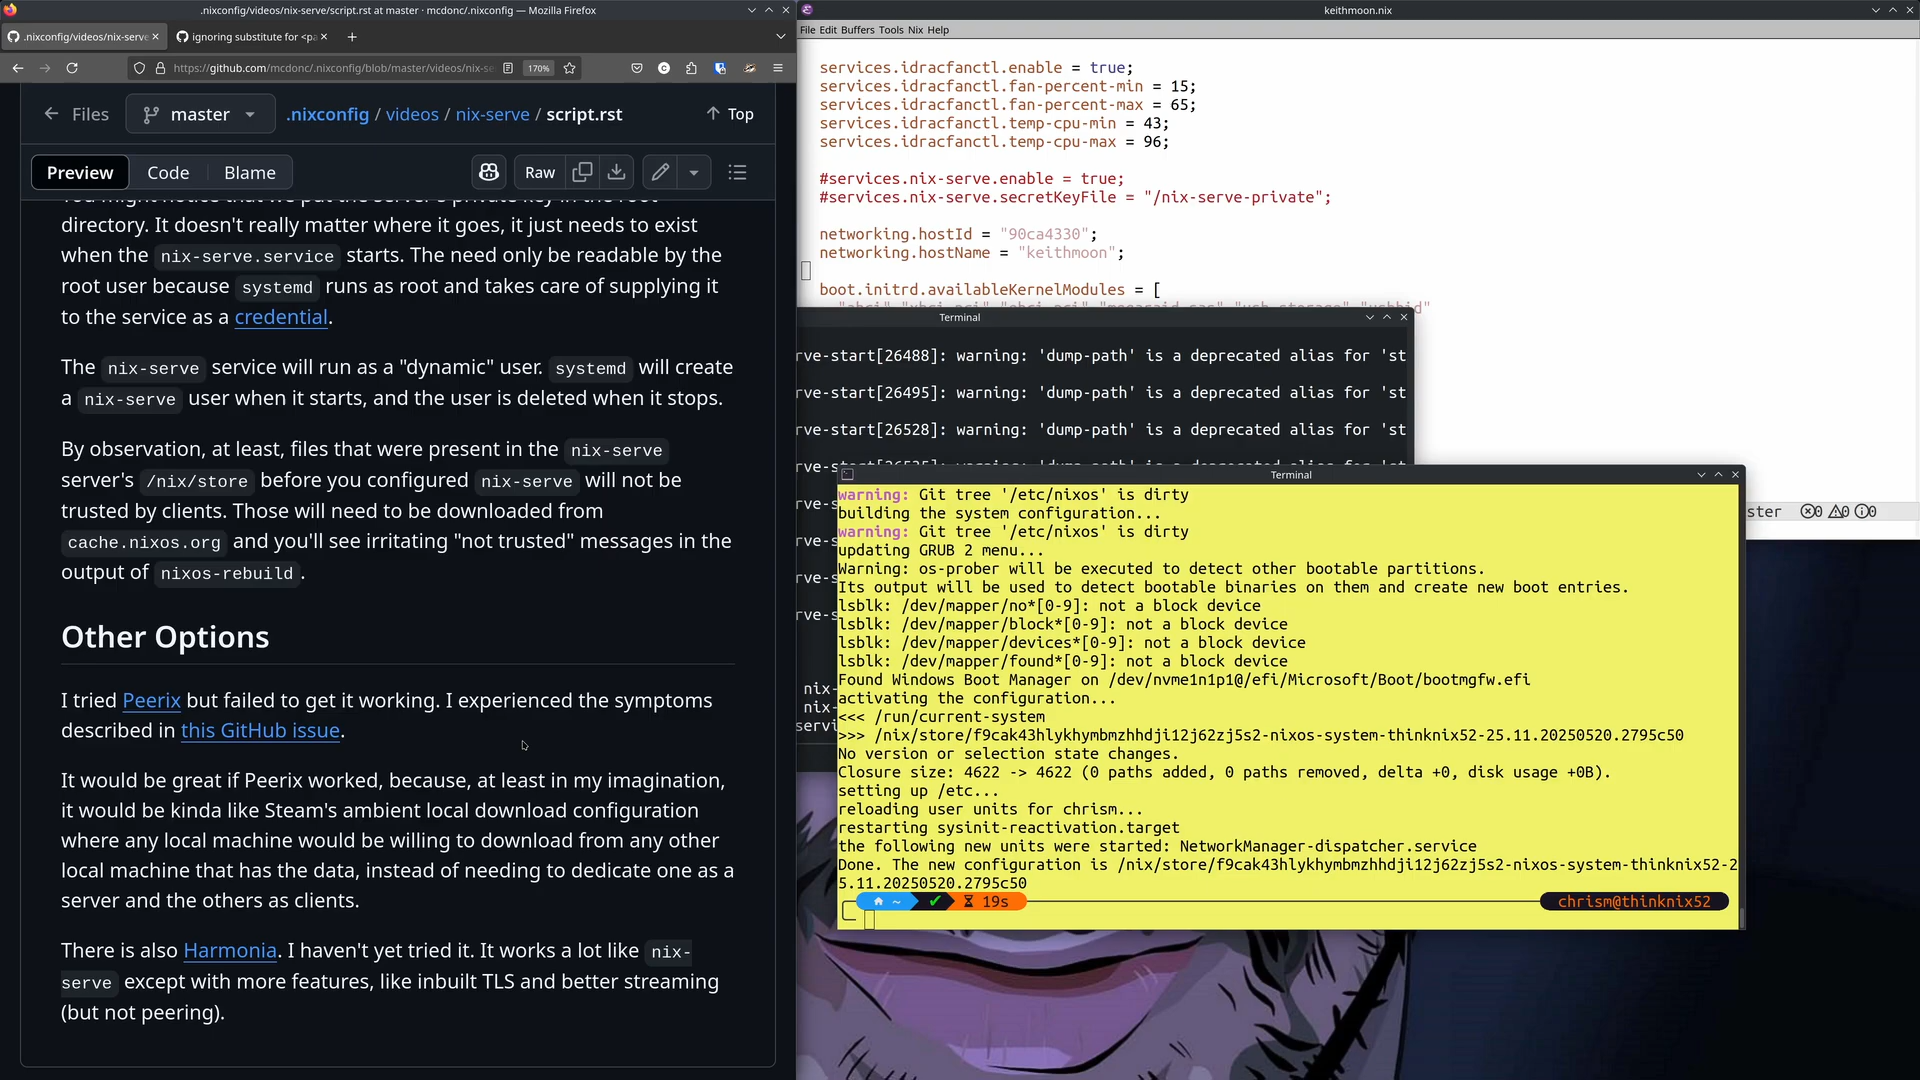 .nixconfig/videos/nix-serve/script.rst at master · mcdonc/.nixconfig — Mozilla Firefox
.nixconfig/videos/nix-serv
ignoring substitute for <pa
https://github.com/mcdonc/.nixconfig/blob/master/videos/nix-se
170%
Files
master
.nixconfig / videos / nix-serve / script.rst
Top
Preview
Code
Blame
Raw
directory. It doesn't really matter where it goes, it just needs to exist
when the nix-serve.service starts. The need only be readable by the
root user because systemd runs as root and takes care of supplying it
to the service as a credential.
The nix-serve service will run as a "dynamic" user. systemd will create
a nix-serve user when it starts, and the user is deleted when it stops.
By observation, at least, files that were present in the nix-serve
server's /nix/store before you configured nix-serve will not be
trusted by clients. Those will need to be downloaded from
cache.nixos.org and you'll see irritating "not trusted" messages in the
output of nixos-rebuild.
Other Options
I tried Peerix but failed to get it working. I experienced the symptoms
described in this GitHub issue.
It would be great if Peerix worked, because, at least in my imagination,
it would be kinda like Steam's ambient local download configuration
where any local machine would be willing to download from any other
local machine that has the data, instead of needing to dedicate one as a
server and the others as clients.
There is also Harmonia. I haven't yet tried it. It works a lot like nix-
serve except with more features, like inbuilt TLS and better streaming
(but not peering).
keithmoon.nix
File Edit Buffers Tools Nix Help
services.idracfanctl.enable = true;
services.idracfanctl.fan-percent-min = 15;
services.idracfanctl.fan-percent-max = 65;
services.idracfanctl.temp-cpu-min = 43;
services.idracfanctl.temp-cpu-max = 96;
#services.nix-serve.enable = true;
#services.nix-serve.secretKeyFile = "/nix-serve-private";
networking.hostId = "90ca4330";
networking.hostName = "keithmoon";
boot.initrd.availableKernelModules = [
ster 0 0 0
Terminal
rve-start[26488]: warning: 'dump-path' is a deprecated alias for 'st
rve-start[26495]: warning: 'dump-path' is a deprecated alias for 'st
rve-start[26528]: warning: 'dump-path' is a deprecated alias for 'st
rve-s
rve-s
rve-s
rve-s
nix-
nix-
servi
Terminal
warning: Git tree '/etc/nixos' is dirty
building the system configuration...
warning: Git tree '/etc/nixos' is dirty
updating GRUB 2 menu...
Warning: os-prober will be executed to detect other bootable partitions.
Its output will be used to detect bootable binaries on them and create new boot entries.
lsblk: /dev/mapper/no*[0-9]: not a block device
lsblk: /dev/mapper/block*[0-9]: not a block device
lsblk: /dev/mapper/devices*[0-9]: not a block device
lsblk: /dev/mapper/found*[0-9]: not a block device
Found Windows Boot Manager on /dev/nvme1n1p1@/efi/Microsoft/Boot/bootmgfw.efi
activating the configuration...
<<< /run/current-system
>>> /nix/store/f9cak43hlykhymbmzhhdji12j62zj5s2-nixos-system-thinknix52-25.11.20250520.2795c50
No version or selection state changes.
Closure size: 4622 -> 4622 (0 paths added, 0 paths removed, delta +0, disk usage +0B).
setting up /etc...
reloading user units for chrism...
restarting sysinit-reactivation.target
the following new units were started: NetworkManager-dispatcher.service
Done. The new configuration is /nix/store/f9cak43hlykhymbmzhhdji12j62zj5s2-nixos-system-thinknix52-2
5.11.20250520.2795c50
~ ✔ 19s
chrism@thinknix52